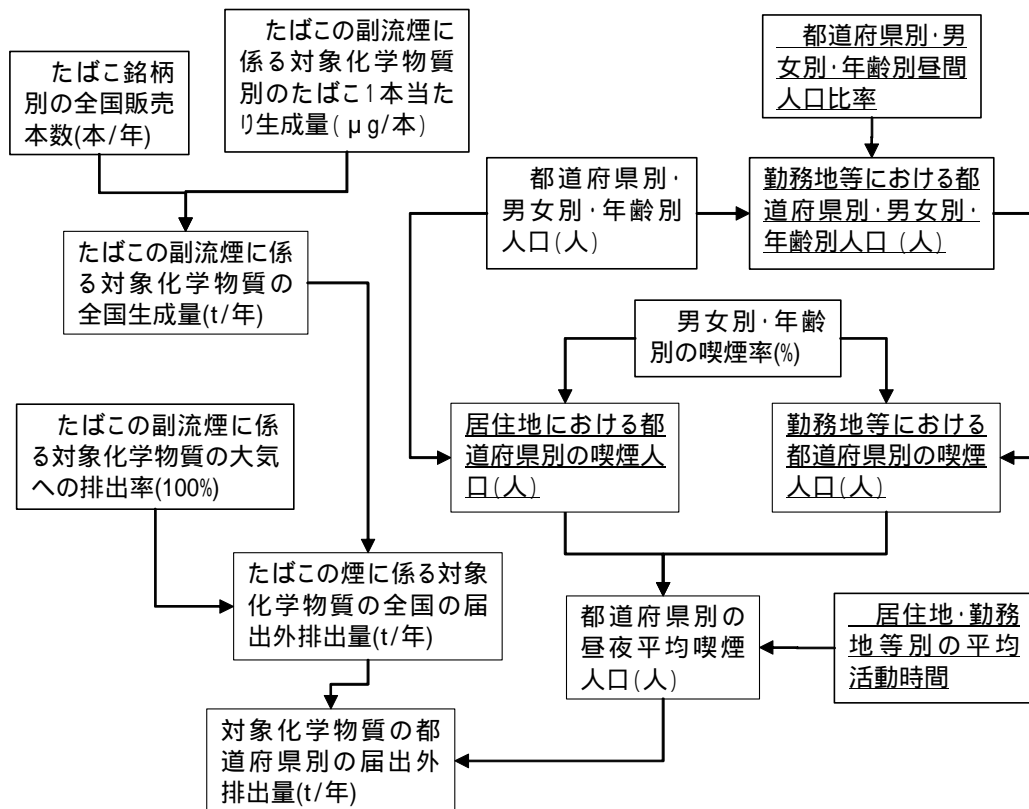 たばこ銘柄
別の全国販売
本数(本/年)
たばこの副流煙に
係る対象化学物質
別のたばこ1本当た
り生成量(μg/本)
都道府県別・男
女別・年齢別昼間
人口比率
都道府県別・
男女別・年齢別
人口(人)
勤務地等における都
道府県別・男女別・
年齢別人口(人)
たばこの副流煙に係
る対象化学物質の
全国生成量(t/年)
男女別・年齢
別の喫煙率(%)
たばこの副流煙に係
る対象化学物質の大気
への排出率(100%)
居住地における都
道府県別の喫煙人
口(人)
勤務地等における
都道府県別の喫煙
人口(人)
たばこの煙に係る対象
化学物質の全国の届
出外排出量(t/年)
都道府県別の
昼夜平均喫煙
人口(人)
居住地・勤務
地等別の平均
活動時間
対象化学物質の都
道府県別の届出外
排出量(t/年)